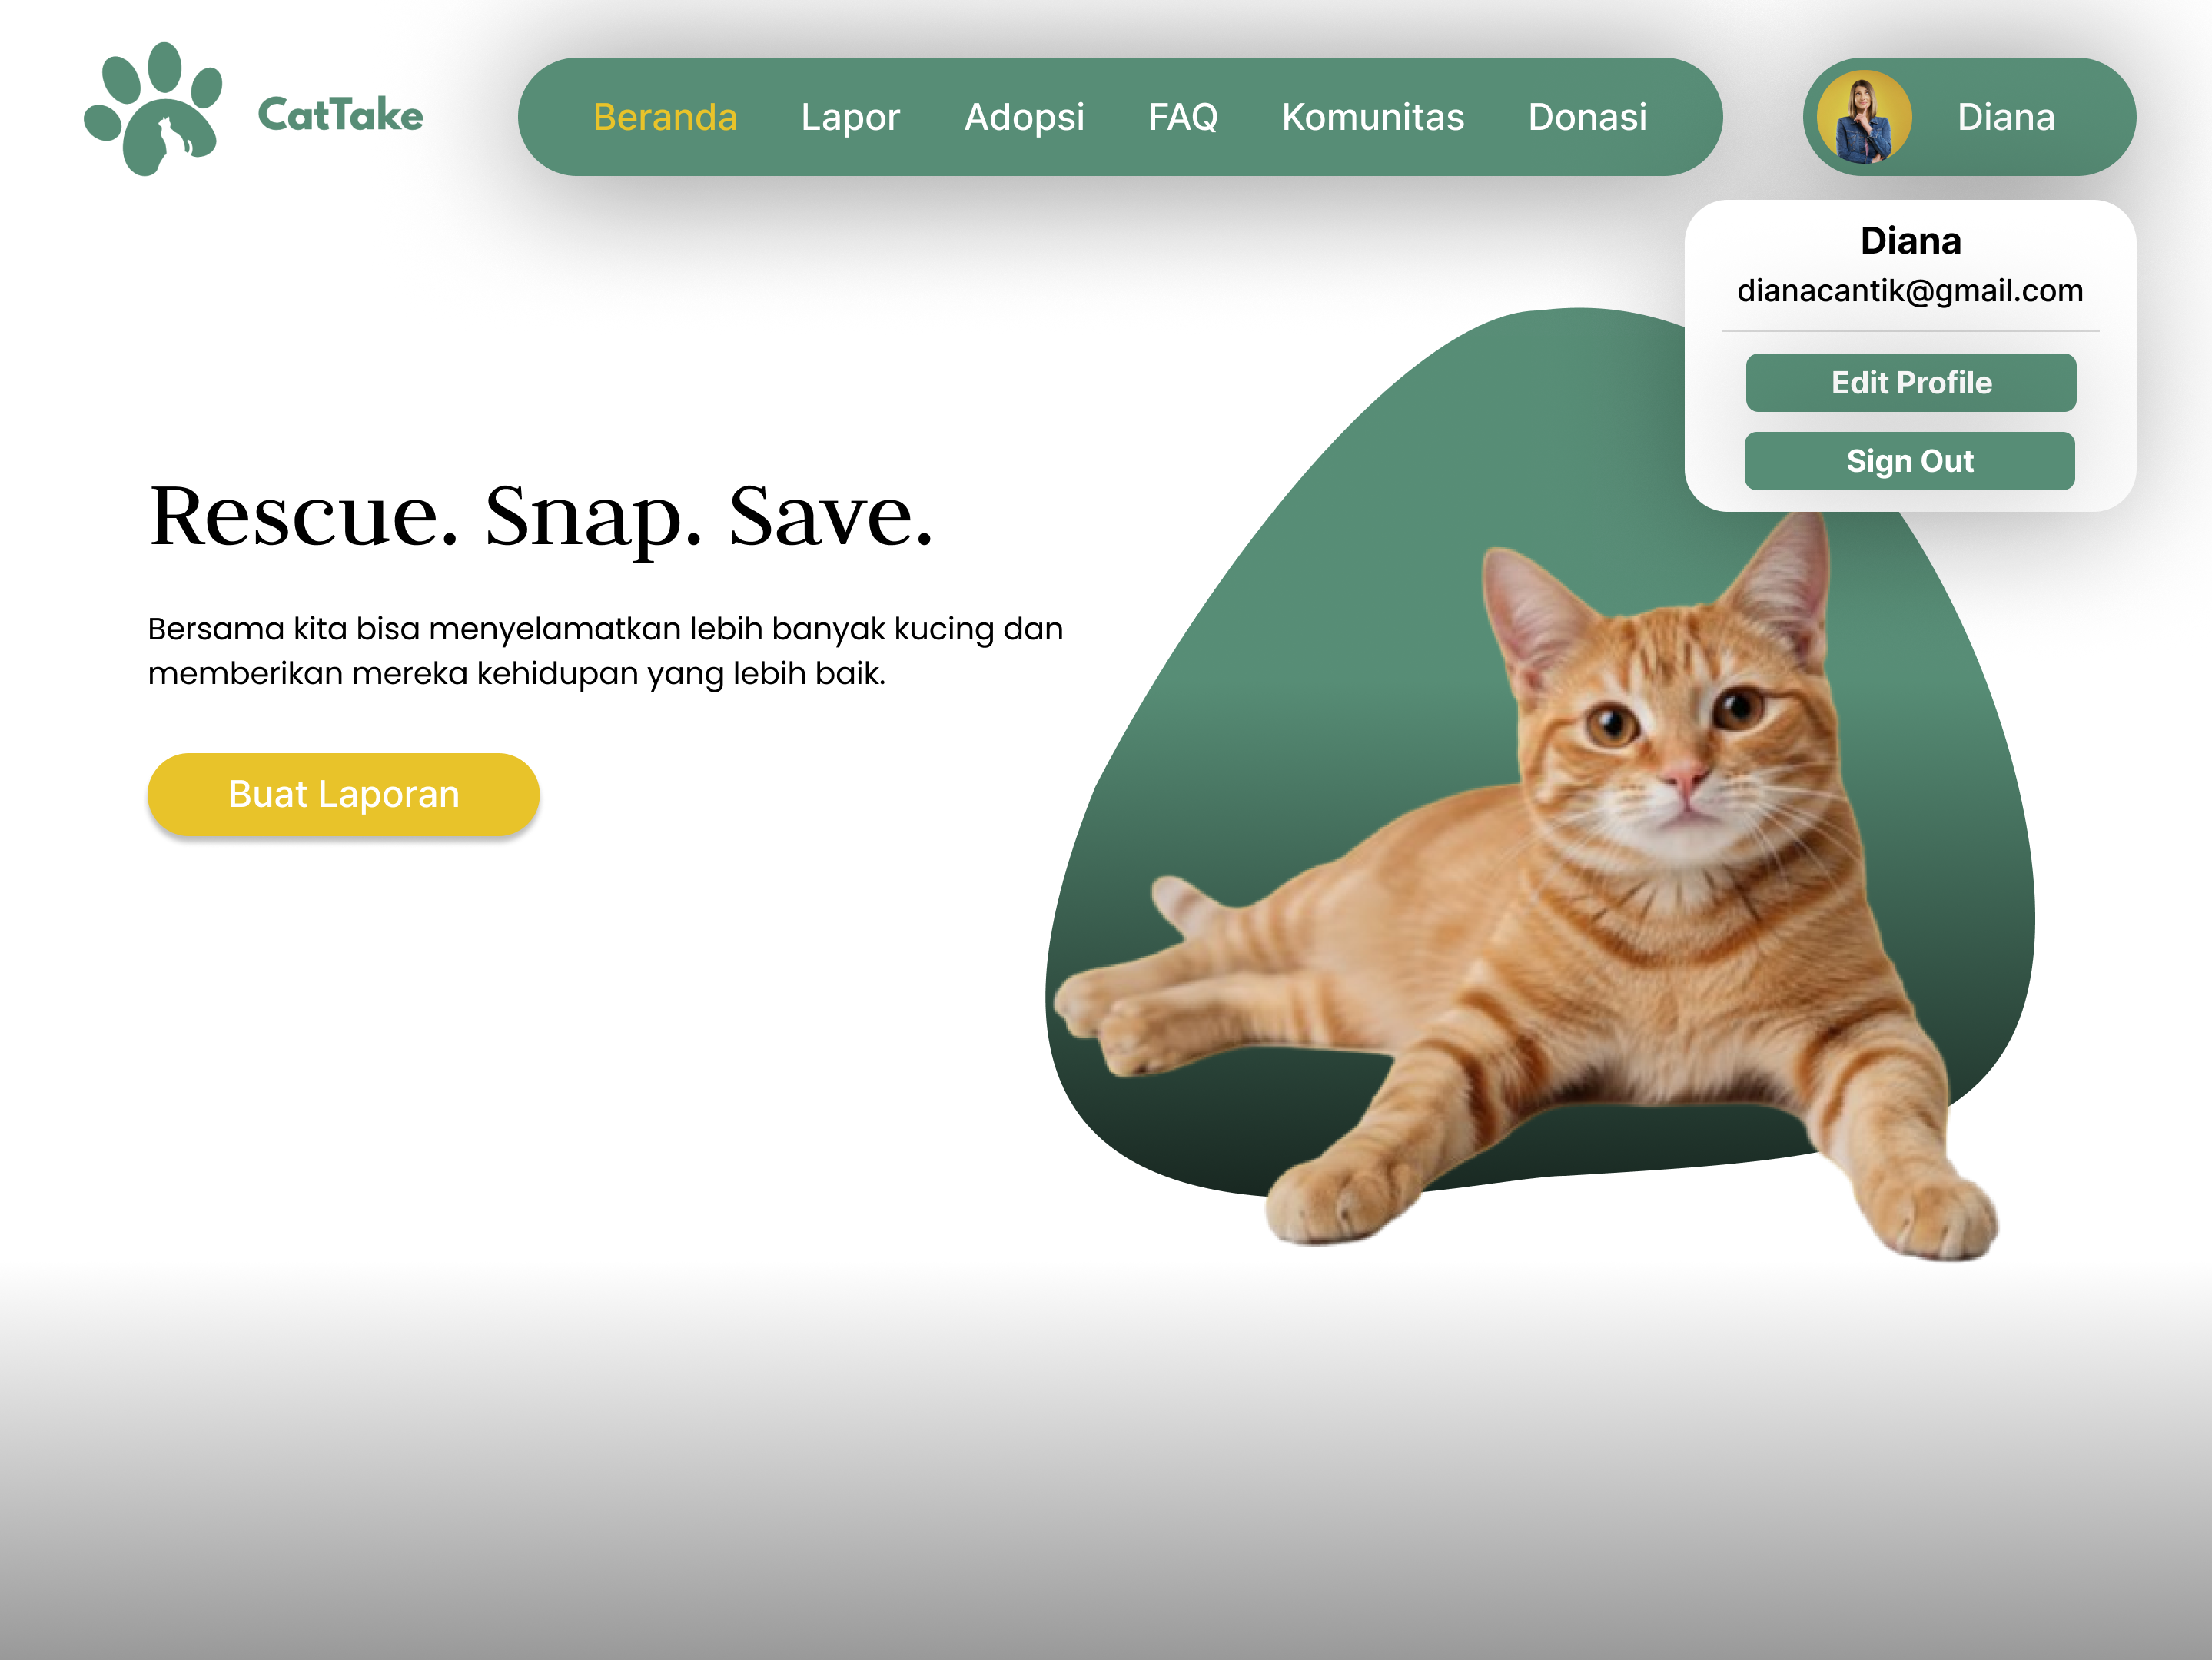 CatTake
Beranda
Lapor
Adopsi
FAQ
Komunitas
Donasi
Diana
Diana
dianacantik@gmail.com
Edit Profile
Sign Out
Rescue. Snap. Save.
Bersama kita bisa menyelamatkan lebih banyak kucing dan
memberikan mereka kehidupan yang lebih baik.
Buat Laporan